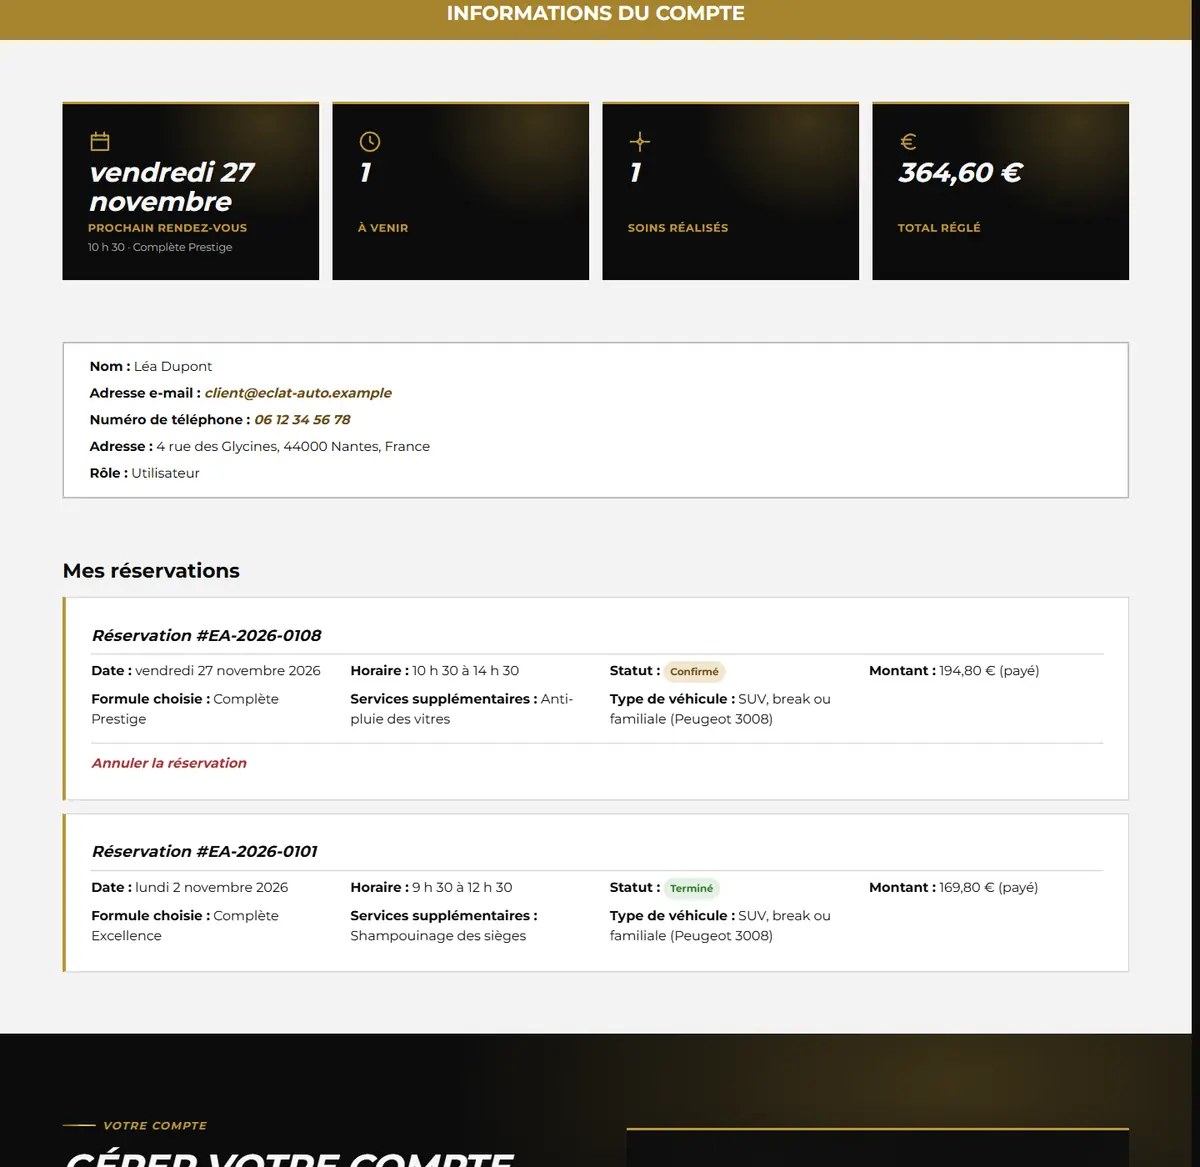 INFORMATIONS DU COMPTE
vendredi 27
novembre
PROCHAIN RENDEZ-VOUS
10 h 30 · Complète Prestige
1
À VENIR
1
SOINS RÉALISÉS
364,60 €
TOTAL RÉGLÉ
Nom : Léa Dupont
Adresse e-mail : client@eclat-auto.example
Numéro de téléphone : 06 12 34 56 78
Adresse : 4 rue des Glycines, 44000 Nantes, France
Rôle : Utilisateur
Mes réservations
Réservation #EA-2026-0108
Date : vendredi 27 novembre 2026
Horaire : 10 h 30 à 14 h 30
Statut : Confirmé
Montant : 194,80 € (payé)
Formule choisie : Complète
Prestige
Services supplémentaires : Anti-
pluie des vitres
Type de véhicule : SUV, break ou
familiale (Peugeot 3008)
Annuler la réservation
Réservation #EA-2026-0101
Date : lundi 2 novembre 2026
Horaire : 9 h 30 à 12 h 30
Statut : Terminé
Montant : 169,80 € (payé)
Formule choisie : Complète
Excellence
Services supplémentaires :
Shampouinage des sièges
Type de véhicule : SUV, break ou
familiale (Peugeot 3008)
VOTRE COMPTE
GÉRER VOTRE COMPTE